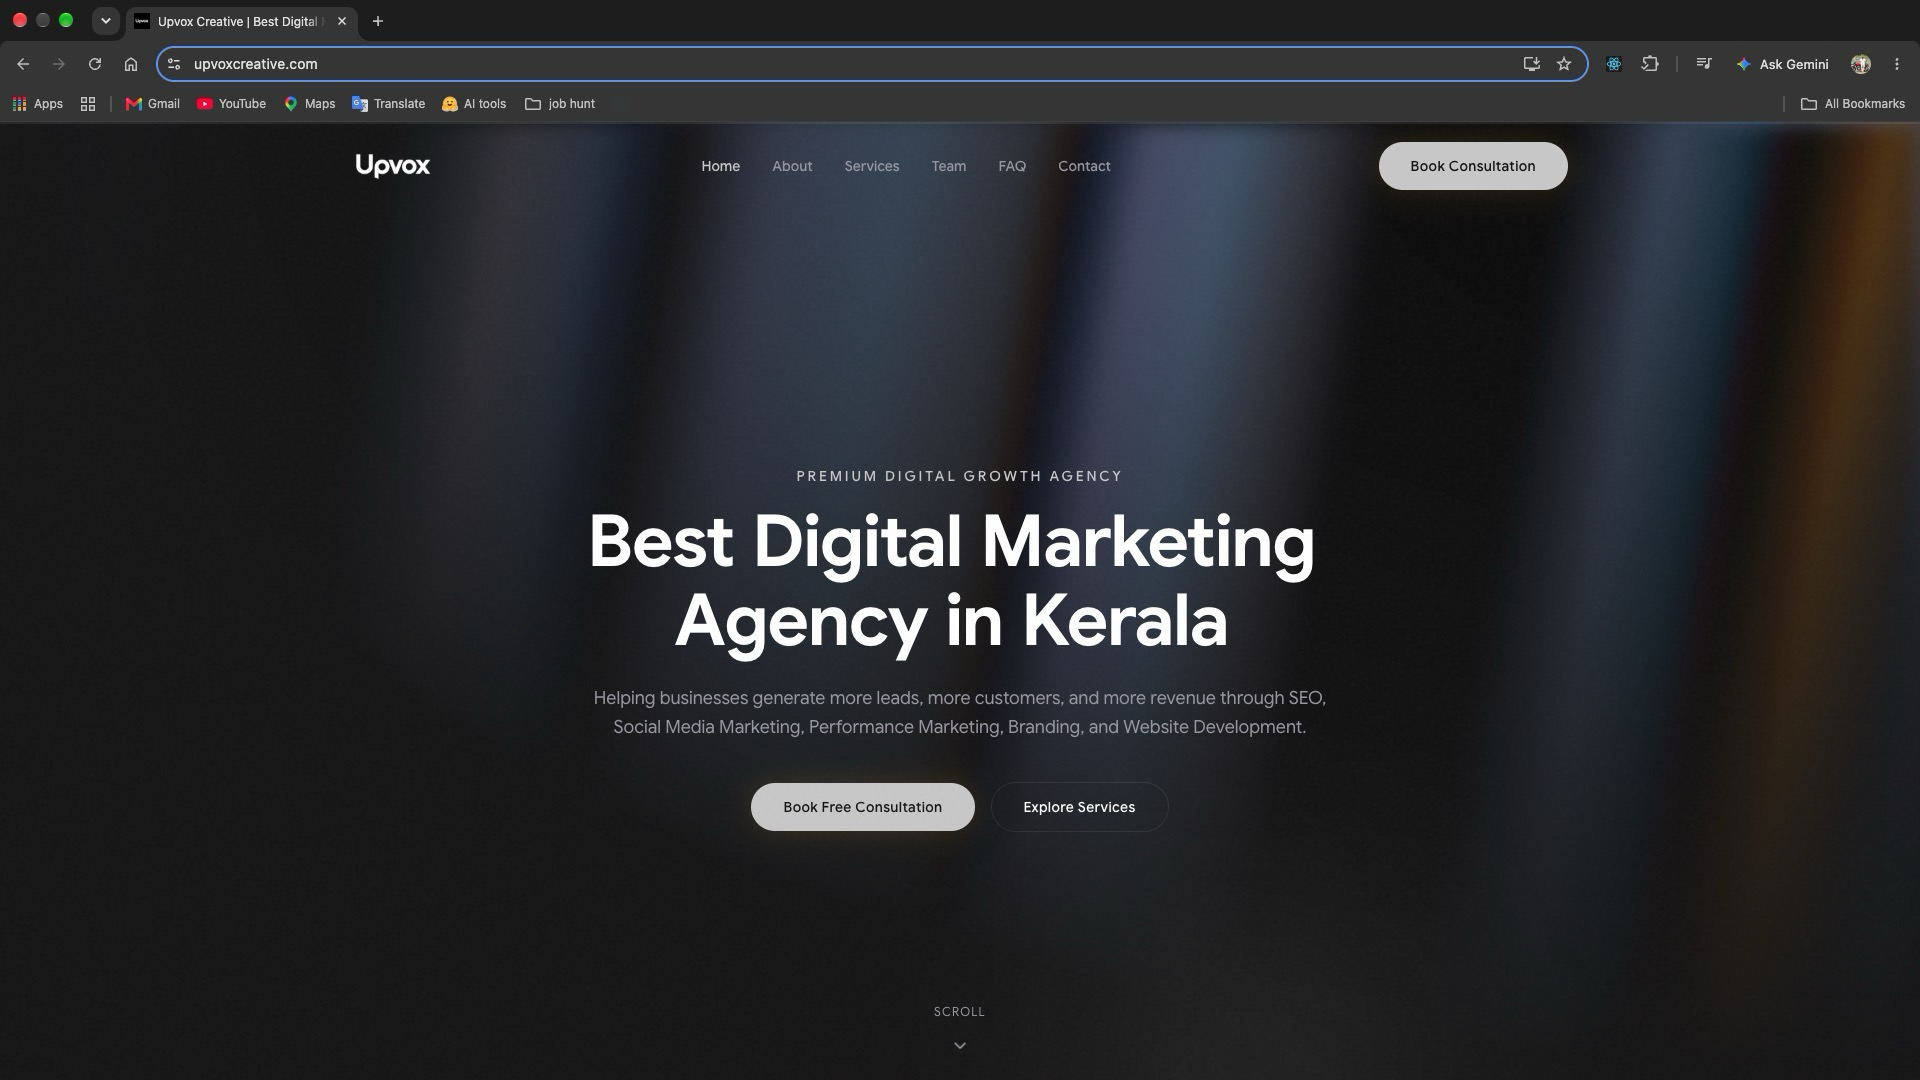 Upvox Creative | Best Digital
upvoxcreative.com
Ask Gemini
Apps
Gmail
YouTube
Maps
Translate
AI tools
job hunt
All Bookmarks
Upvox
Home
About
Services
Team
FAQ
Contact
Book Consultation
PREMIUM DIGITAL GROWTH AGENCY
Best Digital Marketing
Agency in Kerala
Helping businesses generate more leads, more customers, and more revenue through SEO,
Social Media Marketing, Performance Marketing, Branding, and Website Development.
Book Free Consultation
Explore Services
SCROLL